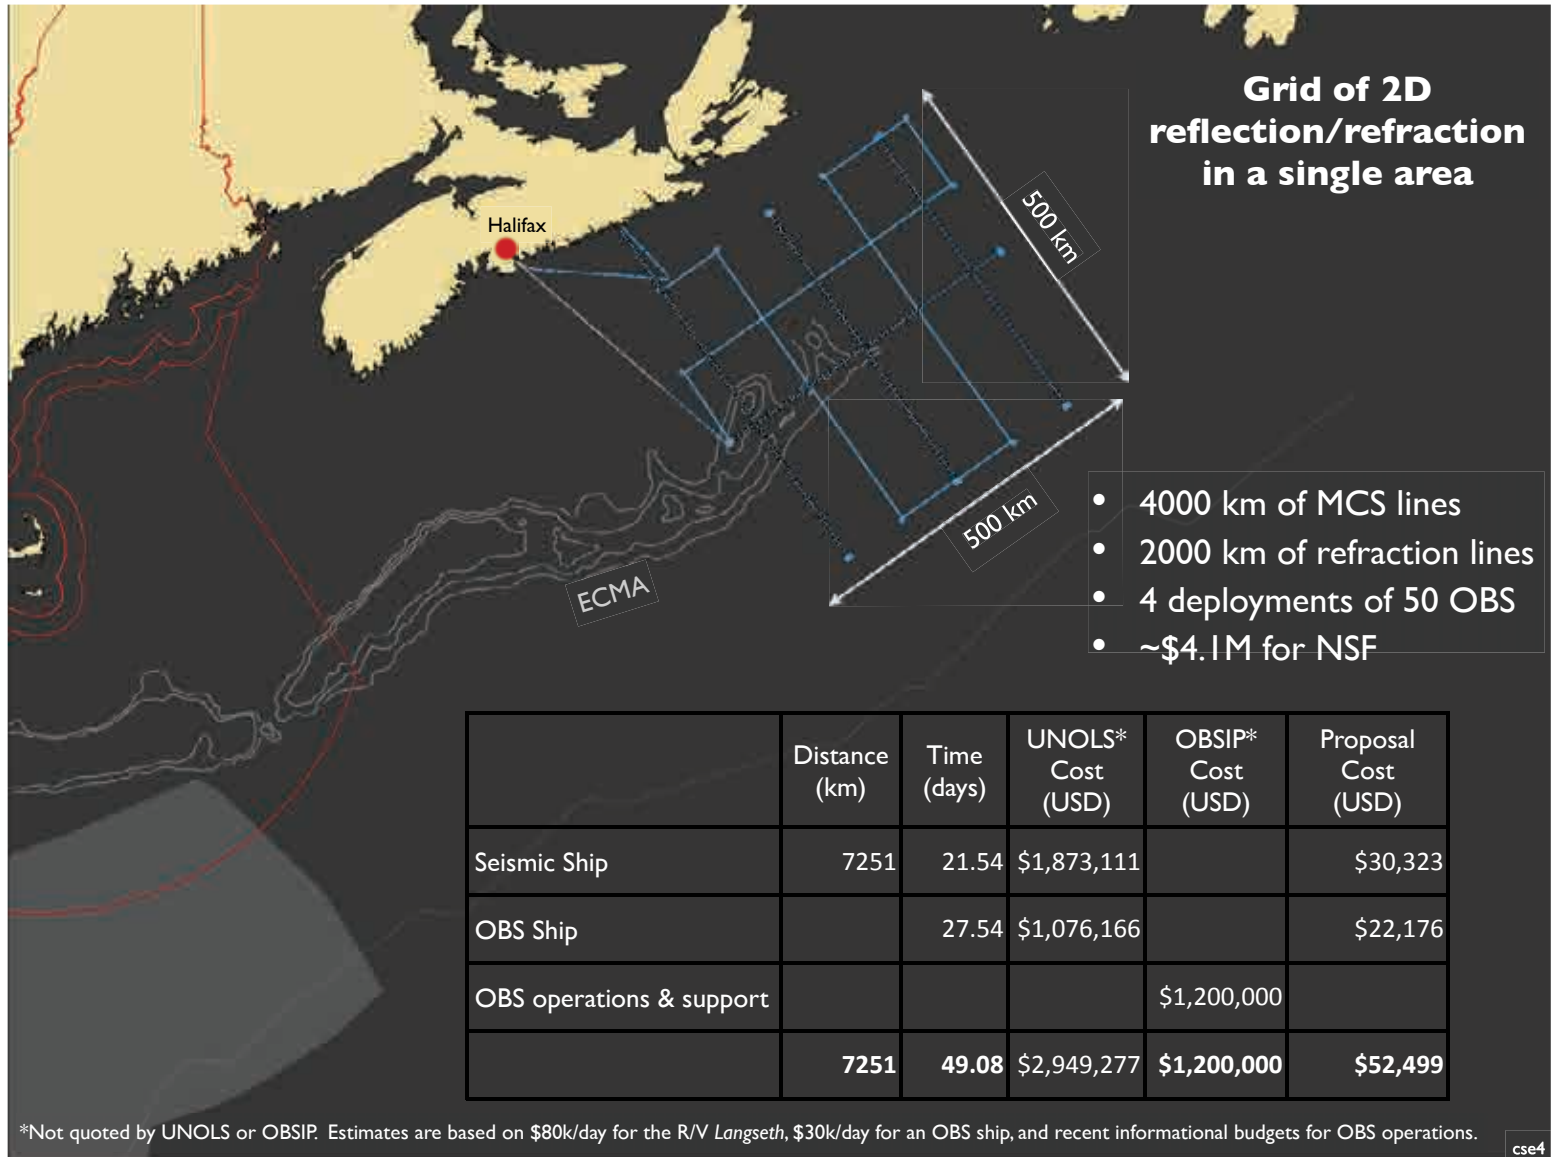 Grid of 2D
reflection/refraction
in a single area
Halifax
500 km
500 km
ECMA
• 4000 km of MCS lines
• 2000 km of refraction lines
• 4 deployments of 50 OBS
• ~$4.1M for NSF
Distance (km) Time (days) UNOLS* Cost (USD) OBSIP* Cost (USD) Proposal Cost (USD)
Seismic Ship 7251 21.54 $1,873,111 $30,323
OBS Ship 27.54 $1,076,166 $22,176
OBS operations & support $1,200,000
7251 49.08 $2,949,277 $1,200,000 $52,499
*Not quoted by UNOLS or OBSIP. Estimates are based on $80k/day for the R/V Langseth, $30k/day for an OBS ship, and recent informational budgets for OBS operations.
cse4